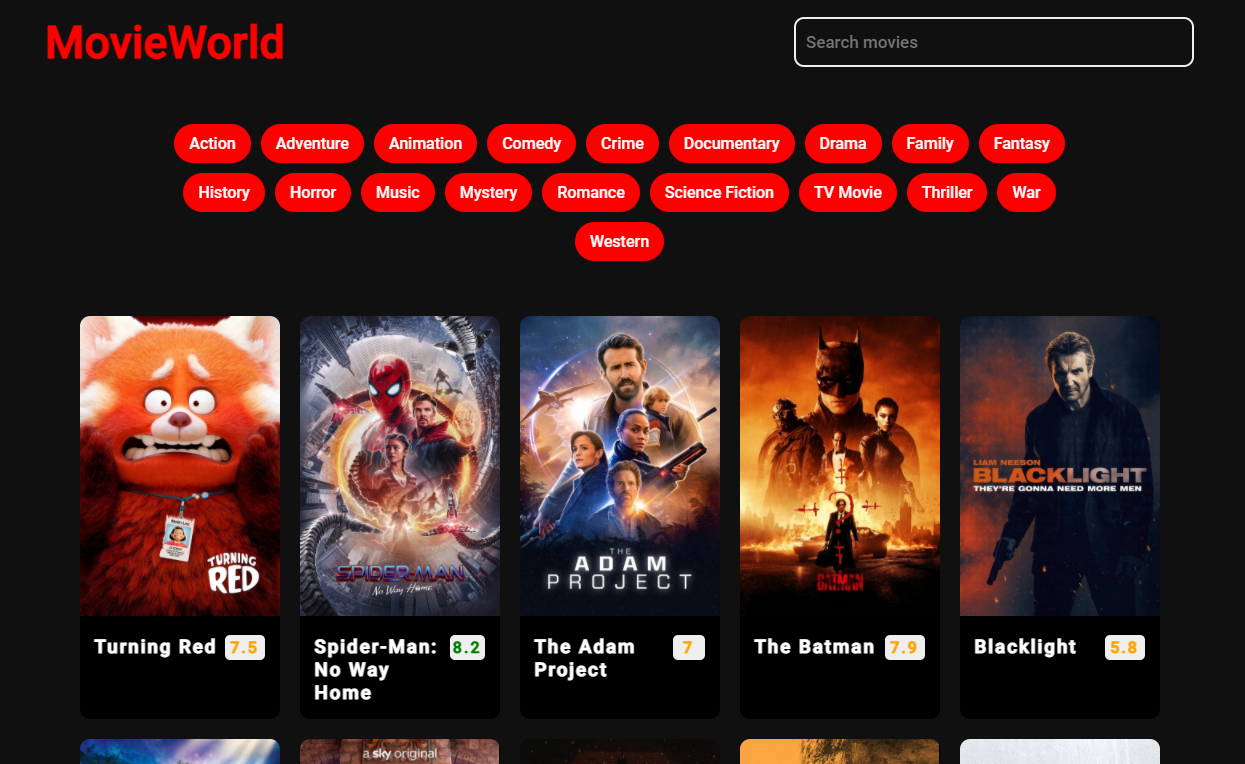 MovieWorld
Search movies
Action Adventure Animation Comedy Crime Documentary Drama Family Fantasy
History Horror Music Mystery Romance Science Fiction TV Movie Thriller War
Western
TURNING
RED
SPIDER-MAN
No Way Home
THE
ADAM
PROJECT
BATMAN
LIAM NEESON
BLACKLIGHT
THEY'RE GONNA NEED MORE MEN
Turning Red 7.5
Spider-Man: 8.2
No Way
Home
The Adam 7
Project
The Batman 7.9
Blacklight 5.8
a sky original